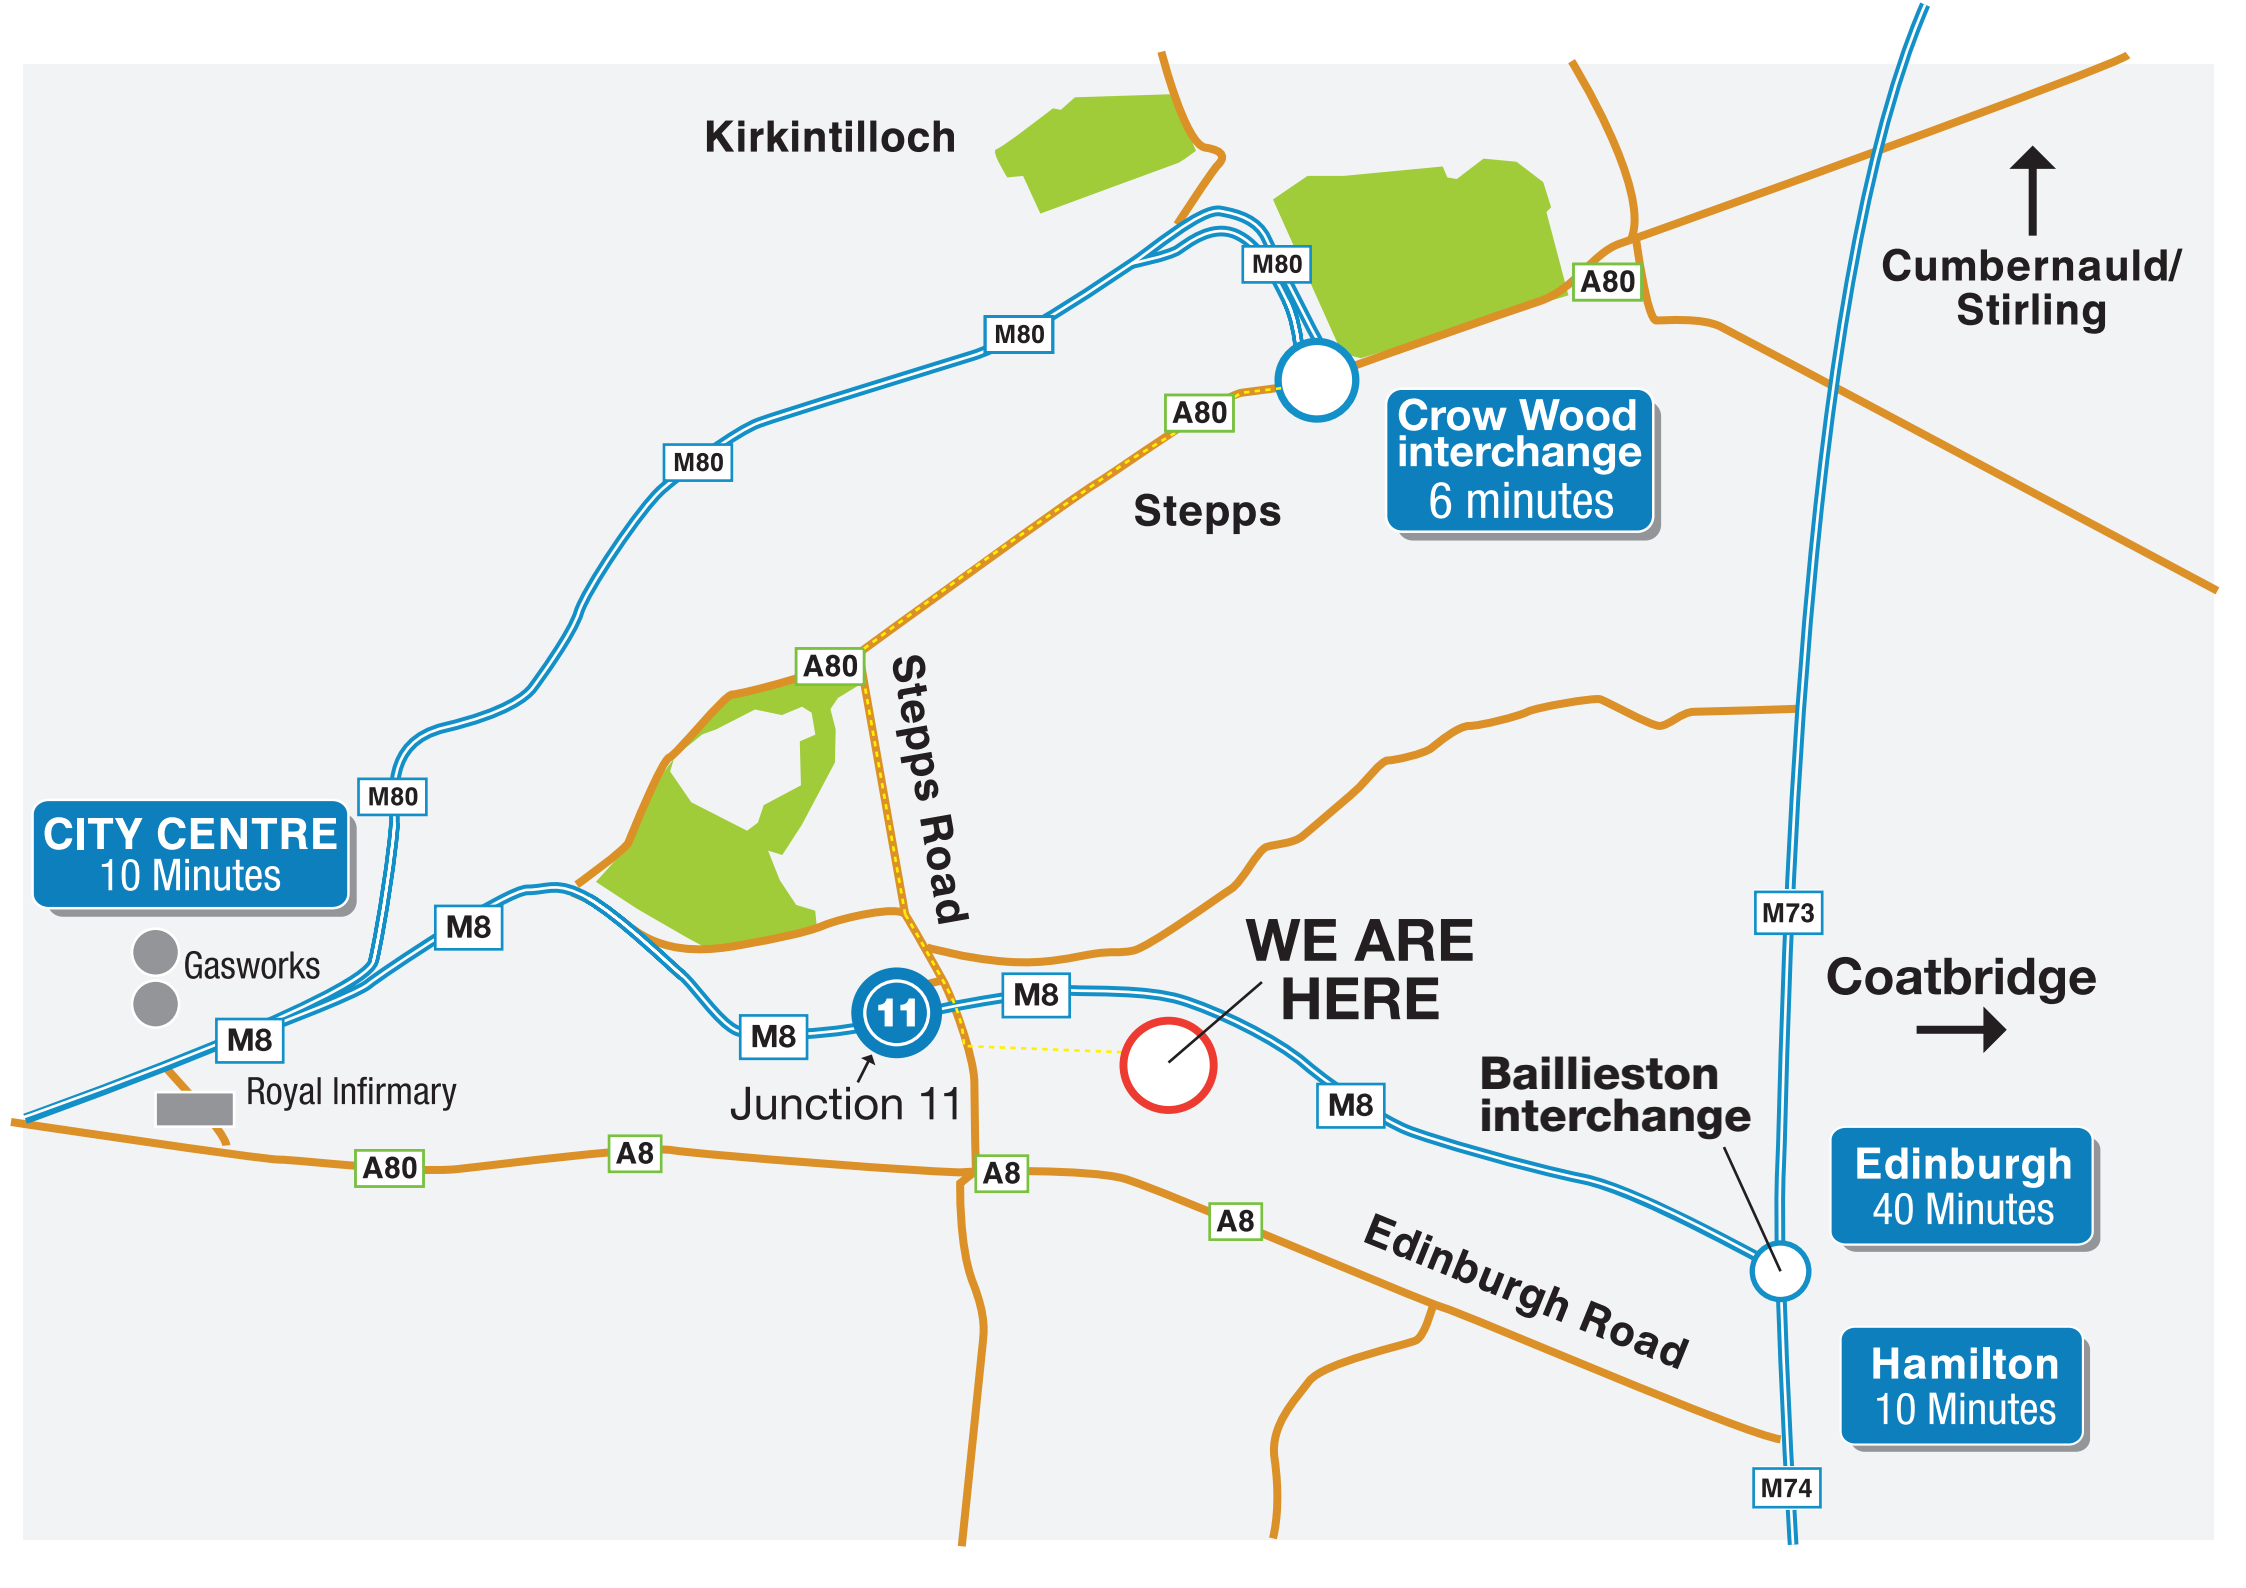 Kirkintilloch
M80
A80
Cumbernauld/
Stirling
M80
A80
Crow Wood
interchange
6 minutes
M80
Stepps
A80
Stepps Road
M80
CITY CENTRE
10 Minutes
M8
M73
WE ARE
HERE
Gasworks
Coatbridge
M8
11
M8
M8
Royal Infirmary
Junction 11
M8
Baillieston
interchange
A80
A8
A8
Edinburgh
40 Minutes
A8
Edinburgh Road
Hamilton
10 Minutes
M74